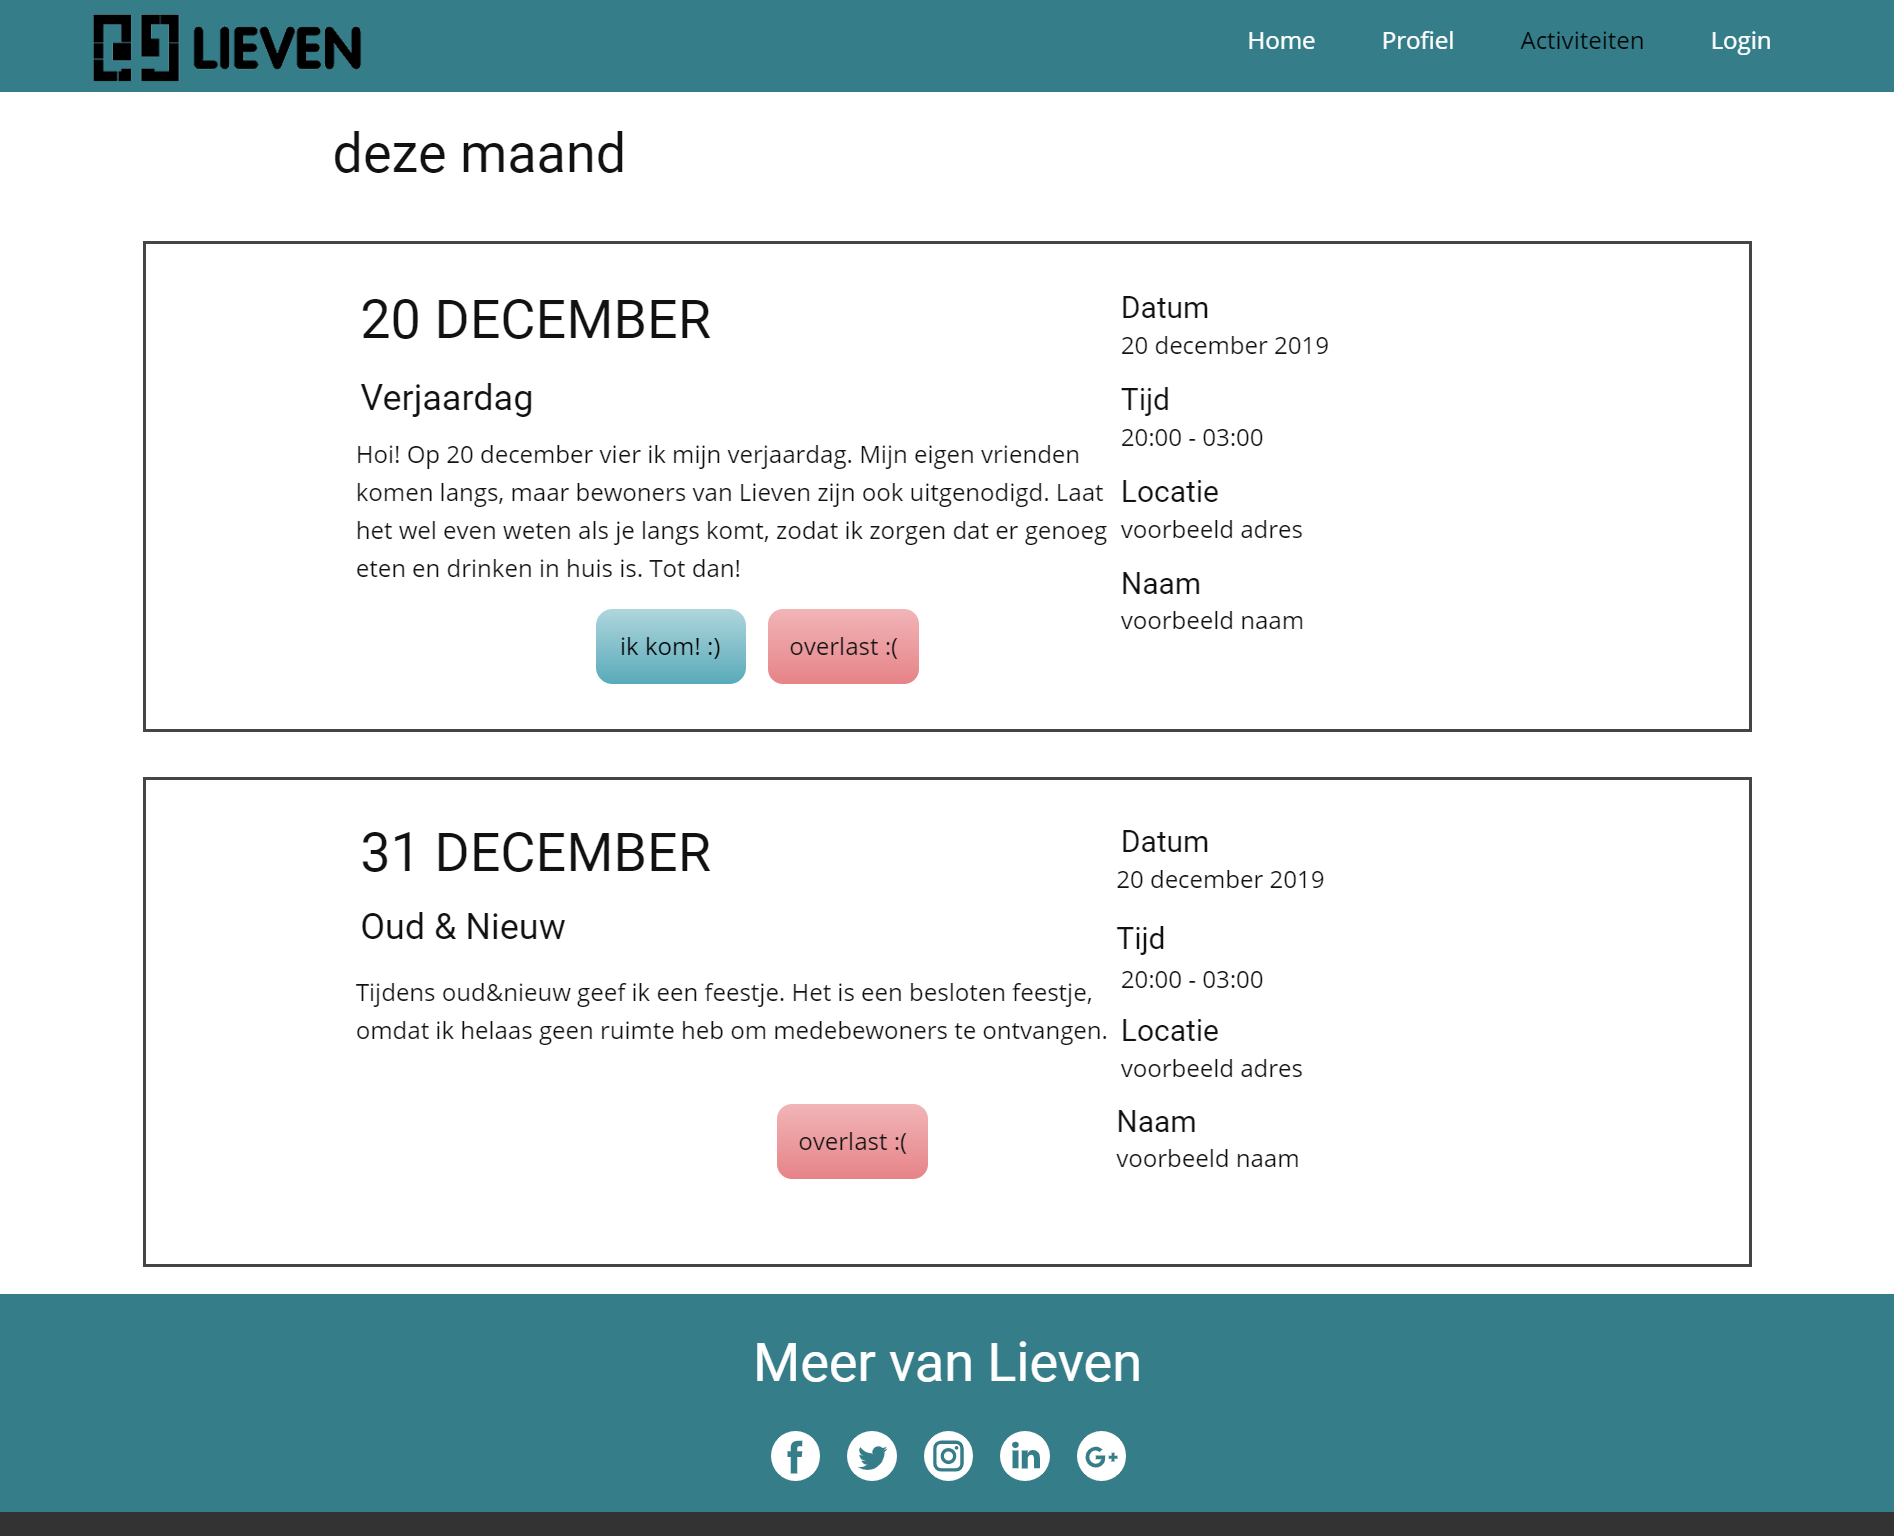 LIEVEN
Home Profiel Activiteiten Login
deze maand
20 DECEMBER
Verjaardag
Hoi! Op 20 december vier ik mijn verjaardag. Mijn eigen vrienden
komen langs, maar bewoners van Lieven zijn ook uitgenodigd. Laat
het wel even weten als je langs komt, zodat ik zorgen dat er genoeg
eten en drinken in huis is. Tot dan!
ik kom! :) overlast :(
Datum
20 december 2019
Tijd
20:00 - 03:00
Locatie
voorbeeld adres
Naam
voorbeeld naam
31 DECEMBER
Oud & Nieuw
Tijdens oud&nieuw geef ik een feestje. Het is een besloten feestje,
omdat ik helaas geen ruimte heb om medebewoners te ontvangen.
overlast :(
Datum
20 december 2019
Tijd
20:00 - 03:00
Locatie
voorbeeld adres
Naam
voorbeeld naam
Meer van Lieven